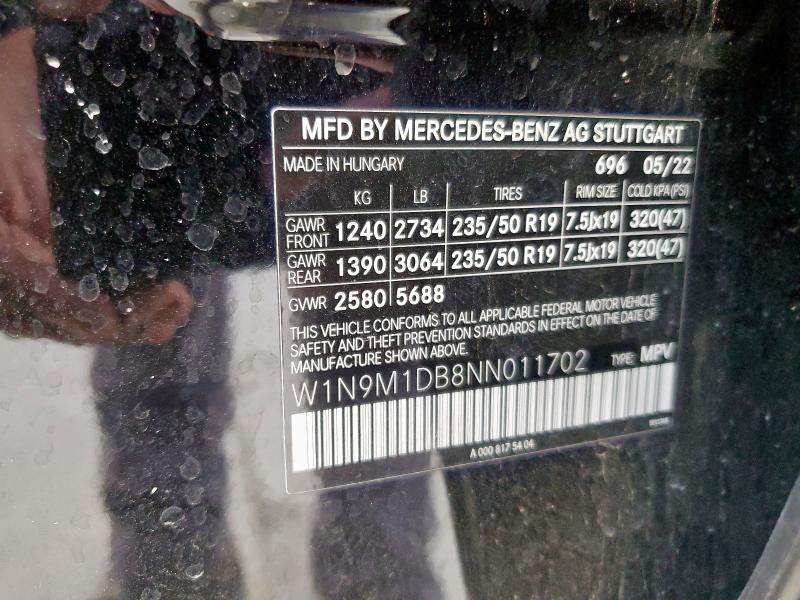 MFD BY MERCEDES-BENZ AG STUTTGART
MADE IN HUNGARY 696 05/22
KG LB TIRES RIM SIZE COLD KPA (PSI)
GAWR FRONT 1240 2734 235/50 R19 7.5Jx19 320(47)
GAWR REAR 1390 3064 235/50 R19 7.5Jx19 320(47)
GVWR 2580 5688
THIS VEHICLE CONFORMS TO ALL APPLICABLE FEDERAL MOTOR VEHICLE
SAFETY AND THEFT PREVENTION STANDARDS IN EFFECT ON THE DATE OF
MANUFACTURE SHOWN ABOVE.
W1N9M1DB8NN011702 TYPE: MPV
A 000 817 54 04